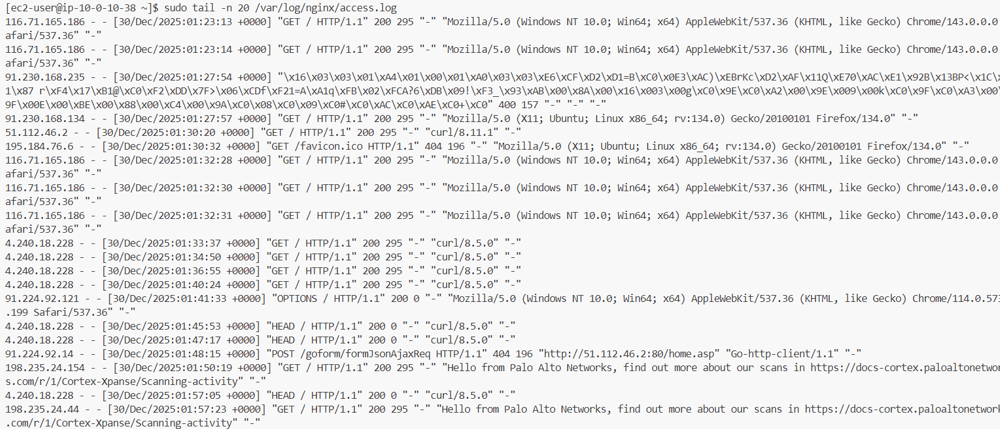 [ec2-user@ip-10-0-10-38 ~]$ sudo tail -n 20 /var/log/nginx/access.log
116.71.165.186 - - [30/Dec/2025:01:23:13 +0000] "GET / HTTP/1.1" 200 295 "-" "Mozilla/5.0 (Windows NT 10.0; Win64; x64) AppleWebKit/537.36 (KHTML, like Gecko) Chrome/143.0.0.0
afari/537.36" "-"
116.71.165.186 - - [30/Dec/2025:01:23:14 +0000] "GET / HTTP/1.1" 200 295 "-" "Mozilla/5.0 (Windows NT 10.0; Win64; x64) AppleWebKit/537.36 (KHTML, like Gecko) Chrome/143.0.0.0
afari/537.36" "-"
91.230.168.235 - - [30/Dec/2025:01:27:54 +0000] "\x16\x03\x03\x01\xA4\x01\x00\x01\xA0\x03\x03\xE6\xCF\xD2\xD1=B\xC0\x0E3\xAC)\xEBrKc\xD2\xAF\x11Q\xE70\xAC\xE1\x92B\x13BP<\x1C\x
1\x87 r\xF4\x17\xB1@\xC0\xF2\xDD\x7F>\x06\xCDf\xF21=A\xA1q\xFB\x02\xFCA?6\xDB\x09!\xF3_\x93\xAB\x00\x8A\x00\x16\x003\x00g\xC0\x9E\xC0\xA2\x00\x9E\x009\x00k\xC0\x9F\xC0\xA3\x00\
9F\x00E\x00\xBE\x00\x88\x00\xC4\x00\x9A\xC0\x08\xC0\x09\xC0#\xC0\xAC\xC0\xAE\xC0+\xC0" 400 157 "-" "-" "-"
91.230.168.134 - - [30/Dec/2025:01:27:57 +0000] "GET / HTTP/1.1" 200 295 "-" "Mozilla/5.0 (X11; Ubuntu; Linux x86_64; rv:134.0) Gecko/20100101 Firefox/134.0" "-"
51.112.46.2 - - [30/Dec/2025:01:30:20 +0000] "GET / HTTP/1.1" 200 295 "-" "curl/8.11.1" "-"
195.184.76.6 - - [30/Dec/2025:01:30:32 +0000] "GET /favicon.ico HTTP/1.1" 404 196 "-" "Mozilla/5.0 (X11; Ubuntu; Linux x86_64; rv:134.0) Gecko/20100101 Firefox/134.0" "-"
116.71.165.186 - - [30/Dec/2025:01:32:28 +0000] "GET / HTTP/1.1" 200 295 "-" "Mozilla/5.0 (Windows NT 10.0; Win64; x64) AppleWebKit/537.36 (KHTML, like Gecko) Chrome/143.0.0.0
afari/537.36" "-"
116.71.165.186 - - [30/Dec/2025:01:32:30 +0000] "GET / HTTP/1.1" 200 295 "-" "Mozilla/5.0 (Windows NT 10.0; Win64; x64) AppleWebKit/537.36 (KHTML, like Gecko) Chrome/143.0.0.0
afari/537.36" "-"
116.71.165.186 - - [30/Dec/2025:01:32:31 +0000] "GET / HTTP/1.1" 200 295 "-" "Mozilla/5.0 (Windows NT 10.0; Win64; x64) AppleWebKit/537.36 (KHTML, like Gecko) Chrome/143.0.0.0
afari/537.36" "-"
4.240.18.228 - - [30/Dec/2025:01:33:37 +0000] "GET / HTTP/1.1" 200 295 "-" "curl/8.5.0" "-"
4.240.18.228 - - [30/Dec/2025:01:34:50 +0000] "GET / HTTP/1.1" 200 295 "-" "curl/8.5.0" "-"
4.240.18.228 - - [30/Dec/2025:01:36:55 +0000] "GET / HTTP/1.1" 200 295 "-" "curl/8.5.0" "-"
4.240.18.228 - - [30/Dec/2025:01:40:24 +0000] "GET / HTTP/1.1" 200 295 "-" "curl/8.5.0" "-"
91.224.92.121 - - [30/Dec/2025:01:41:33 +0000] "OPTIONS / HTTP/1.1" 200 0 "-" "Mozilla/5.0 (Windows NT 10.0; Win64; x64) AppleWebKit/537.36 (KHTML, like Gecko) Chrome/114.0.573
.199 Safari/537.36" "-"
4.240.18.228 - - [30/Dec/2025:01:45:53 +0000] "HEAD / HTTP/1.1" 200 0 "-" "curl/8.5.0" "-"
4.240.18.228 - - [30/Dec/2025:01:47:17 +0000] "HEAD / HTTP/1.1" 200 0 "-" "curl/8.5.0" "-"
91.224.92.14 - - [30/Dec/2025:01:48:15 +0000] "POST /goform/formJsonAjaxReq HTTP/1.1" 404 196 "http://51.112.46.2:80/home.asp" "Go-http-client/1.1" "-"
198.235.24.154 - - [30/Dec/2025:01:50:19 +0000] "GET / HTTP/1.1" 200 295 "-" "Hello from Palo Alto Networks, find out more about our scans in https://docs-cortex.paloaltonetwor
s.com/r/1/Cortex-Xpanse/Scanning-activity" "-"
4.240.18.228 - - [30/Dec/2025:01:57:05 +0000] "HEAD / HTTP/1.1" 200 0 "-" "curl/8.5.0" "-"
198.235.24.44 - - [30/Dec/2025:01:57:23 +0000] "GET / HTTP/1.1" 200 295 "-" "Hello from Palo Alto Networks, find out more about our scans in https://docs-cortex.paloaltonetwork
.com/r/1/Cortex-Xpanse/Scanning-activity" "-"